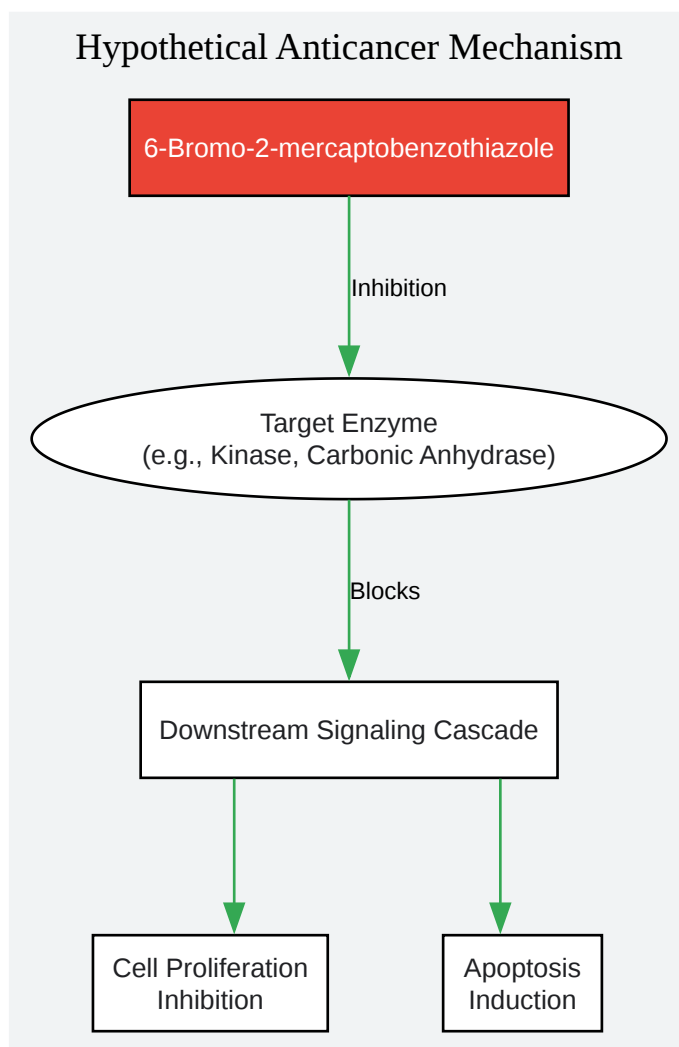 Hypothetical Anticancer Mechanism
6-Bromo-2-mercaptobenzothiazole
Inhibition
Target Enzyme
(e.g., Kinase, Carbonic Anhydrase)
Blocks
Downstream Signaling Cascade
Cell Proliferation
Inhibition
Apoptosis
Induction